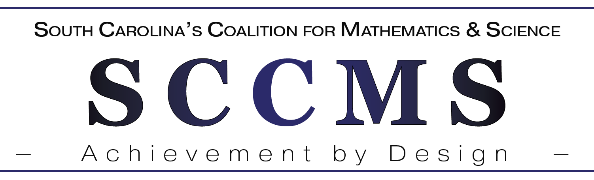 South Carolina's Coalition for Mathematics & Science
SCCMS
– Achievement by Design –